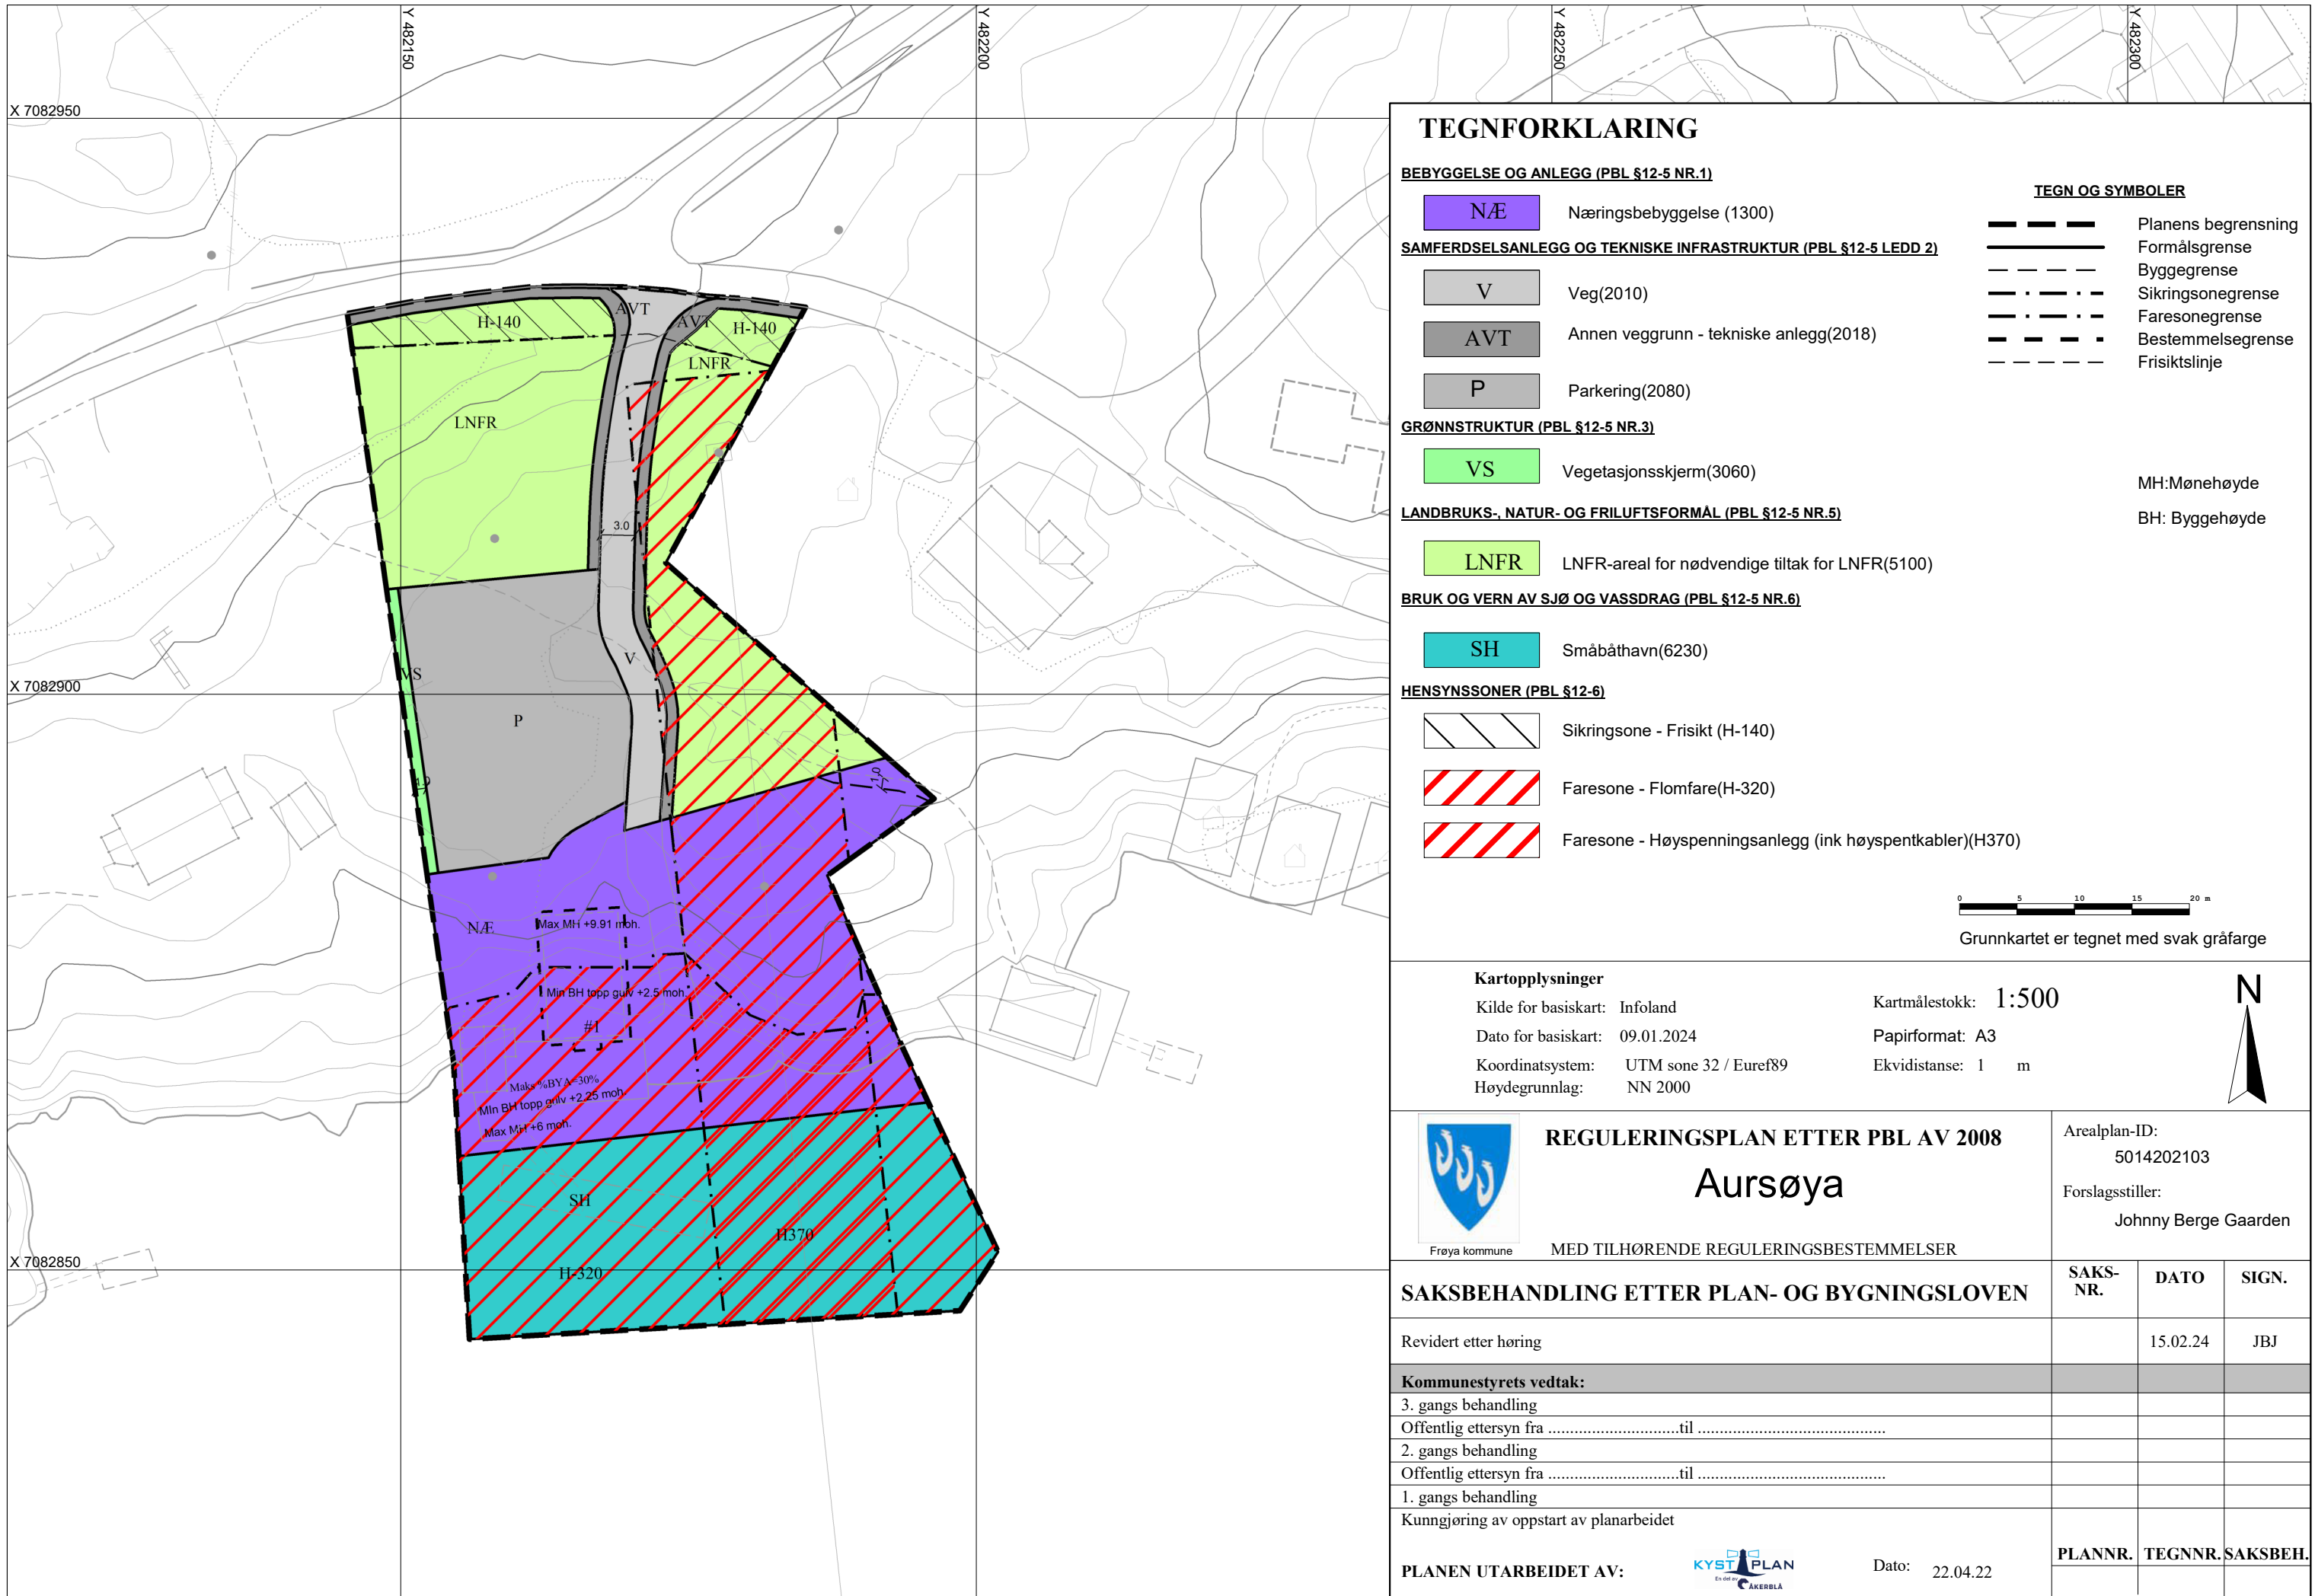 Y 482150
Y 482200
Y 482250
Y 482300
X 7082950
X 7082900
X 7082850
AVT
AVT
H-140
H-140
LNFR
LNFR
3.0
V
VS
P
1.0
NÆ
Max MH +9.91 moh.
Min BH topp gulv +2.5 moh.
#1
Maks %BYA=30%
MIn BH topp gulv +2.25 moh.
Max MH +6 moh.
SH
H370
H-320
TEGNFORKLARING
BEBYGGELSE OG ANLEGG (PBL §12-5 NR.1)
NÆ Næringsbebyggelse (1300)
SAMFERDSELSANLEGG OG TEKNISKE INFRASTRUKTUR (PBL §12-5 LEDD 2)
V Veg(2010)
AVT Annen veggrunn - tekniske anlegg(2018)
P Parkering(2080)
GRØNNSTRUKTUR (PBL §12-5 NR.3)
VS Vegetasjonsskjerm(3060)
LANDBRUKS-, NATUR- OG FRILUFTSFORMÅL (PBL §12-5 NR.5)
LNFR LNFR-areal for nødvendige tiltak for LNFR(5100)
BRUK OG VERN AV SJØ OG VASSDRAG (PBL §12-5 NR.6)
SH Småbåthavn(6230)
HENSYNSSONER (PBL §12-6)
Sikringsone - Frisikt (H-140)
Faresone - Flomfare(H-320)
Faresone - Høyspenningsanlegg (ink høyspentkabler)(H370)
TEGN OG SYMBOLER
Planens begrensning
Formålsgrense
Byggegrense
Sikringsonegrense
Faresonegrense
Bestemmelsegrense
Frisiktslinje
MH:Mønehøyde
BH: Byggehøyde
0 5 10 15 20 m
Grunnkartet er tegnet med svak gråfarge
Kartopplysninger
Kilde for basiskart: Infoland
Dato for basiskart: 09.01.2024
Koordinatsystem: UTM sone 32 / Euref89
Høydegrunnlag: NN 2000
Kartmålestokk: 1:500
Papirformat: A3
Ekvidistanse: 1 m
N
Frøya kommune
REGULERINGSPLAN ETTER PBL AV 2008
Aursøya
MED TILHØRENDE REGULERINGSBESTEMMELSER
Arealplan-ID:
5014202103
Forslagsstiller:
Johnny Berge Gaarden
SAKSBEHANDLING ETTER PLAN- OG BYGNINGSLOVEN
SAKS-
NR.
DATO
SIGN.
Revidert etter høring 15.02.24 JBJ
Kommunestyrets vedtak:
3. gangs behandling
Offentlig ettersyn fra ................................til ..............................................
2. gangs behandling
Offentlig ettersyn fra ................................til ..............................................
1. gangs behandling
Kunngjøring av oppstart av planarbeidet
PLANEN UTARBEIDET AV:
KYST PLAN
En del av
ÅKERBLÅ
Dato: 22.04.22
PLANNR. TEGNNR. SAKSBEH.